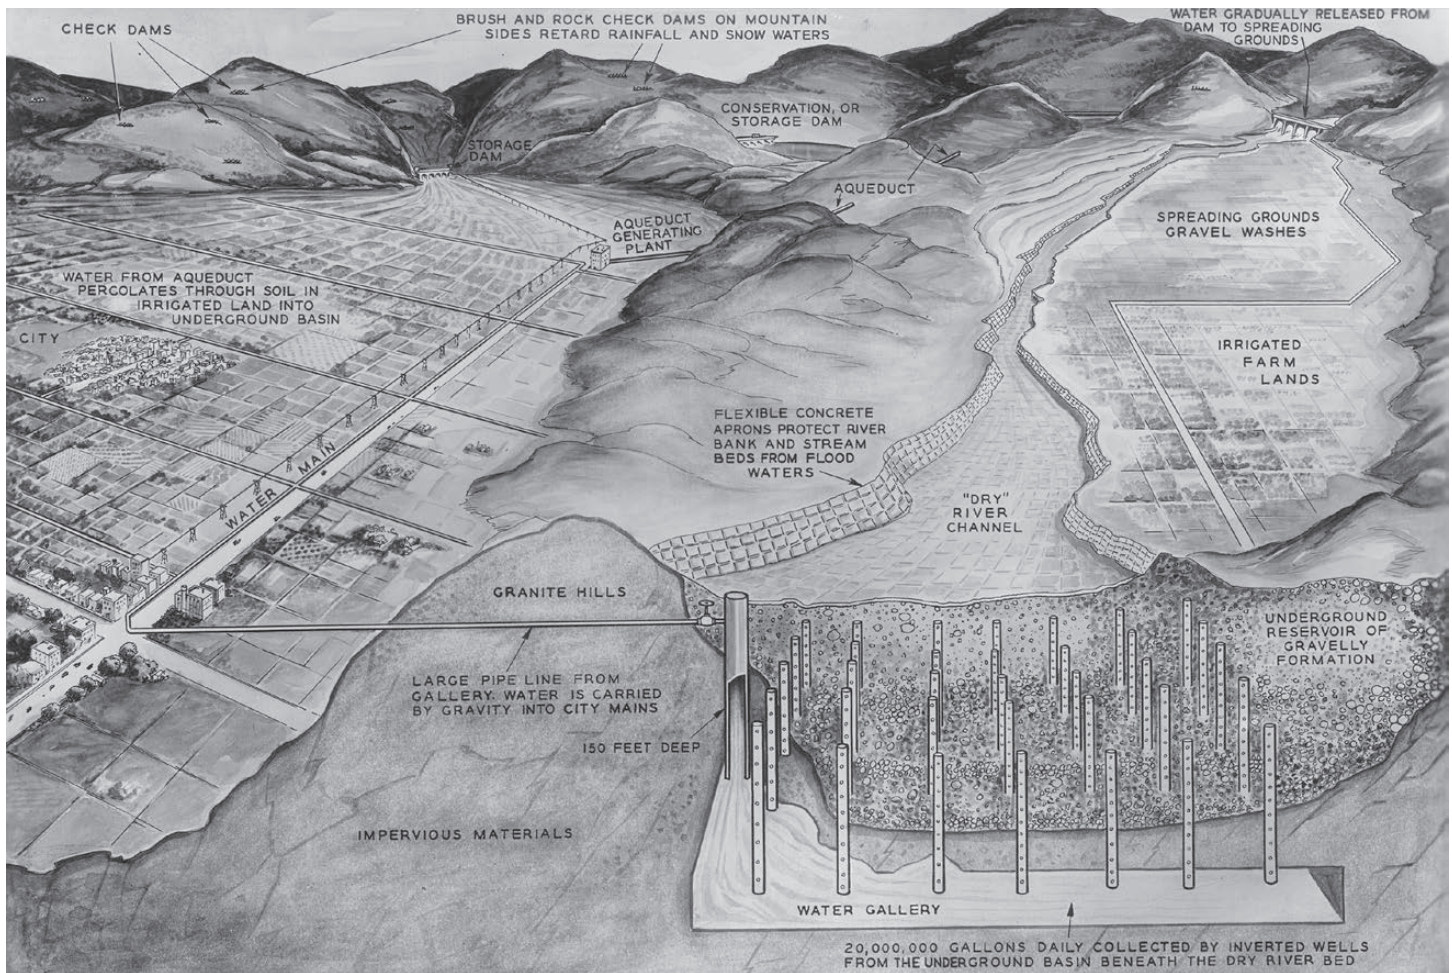 CHECK DAMS
BRUSH AND ROCK CHECK DAMS ON MOUNTAIN
SIDES RETARD RAINFALL AND SNOW WATERS
WATER GRADUALLY RELEASED FROM
DAM TO SPREADING
GROUNDS
CONSERVATION, OR
STORAGE DAM
STORAGE
DAM
AQUEDUCT
AQUEDUCT
GENERATING
PLANT
SPREADING GROUNDS
GRAVEL WASHES
WATER FROM AQUEDUCT
PERCOLATES THROUGH SOIL IN
IRRIGATED LAND INTO
UNDERGROUND BASIN
CITY
IRRIGATED
FARM
LANDS
FLEXIBLE CONCRETE
APRONS PROTECT RIVER
BANK AND STREAM
BEDS FROM FLOOD
WATERS
WATER MAIN
"DRY"
RIVER
CHANNEL
GRANITE HILLS
UNDERGROUND
RESERVOIR OF
GRAVELLY
FORMATION
LARGE PIPE LINE FROM
GALLERY. WATER IS CARRIED
BY GRAVITY INTO CITY MAINS
150 FEET DEEP
IMPERVIOUS MATERIALS
WATER GALLERY
20,000,000 GALLONS DAILY COLLECTED BY INVERTED WELLS
FROM THE UNDERGROUND BASIN BENEATH THE DRY RIVER BED